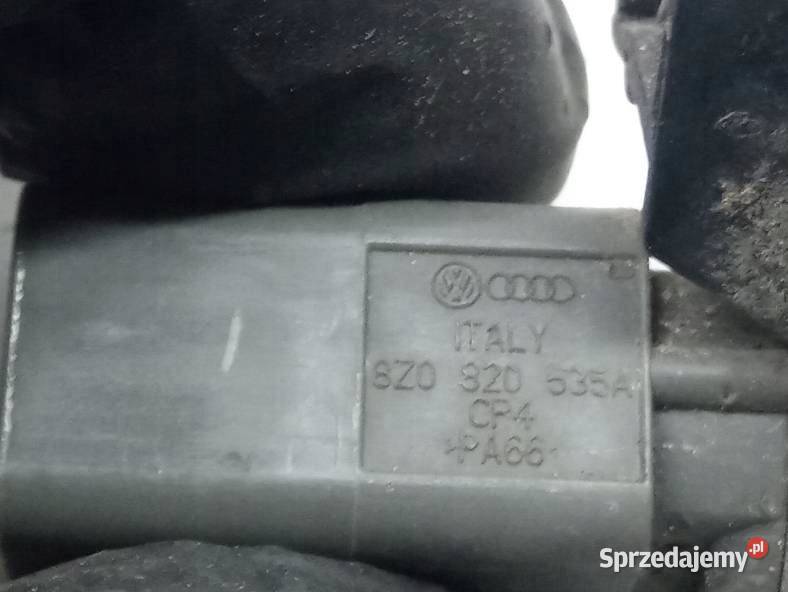 ITALY
8Z0 820 535A
CP4
>PA66
Sprzedajemy.pl